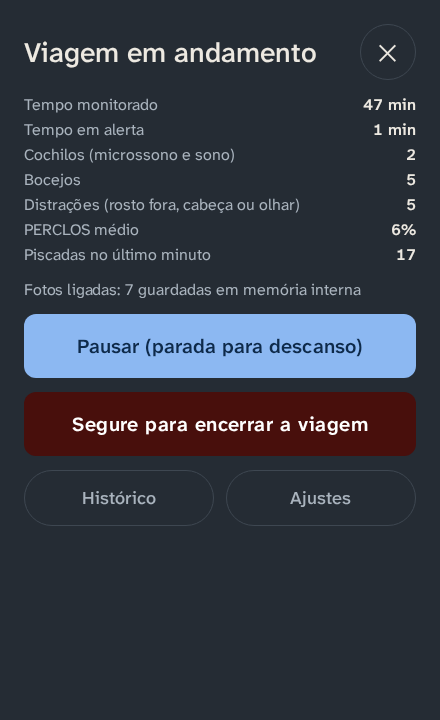 Viagem em andamento
Tempo monitorado 47 min
Tempo em alerta 1 min
Cochilos (microssono e sono) 2
Bocejos 5
Distrações (rosto fora, cabeça ou olhar) 5
PERCLOS médio 6%
Piscadas no último minuto 17
Fotos ligadas: 7 guardadas em memória interna
Pausar (parada para descanso)
Segure para encerrar a viagem
Histórico Ajustes